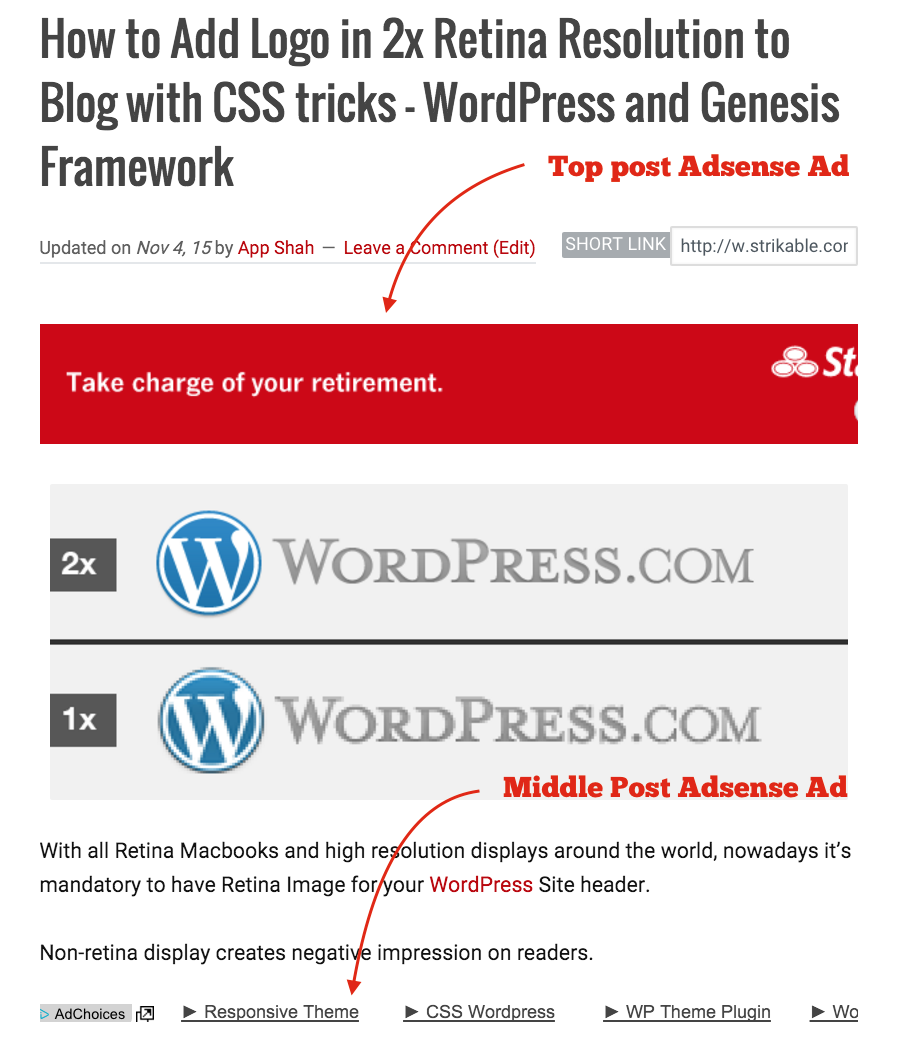 How to Add Logo in 2x Retina Resolution to
Blog with CSS tricks - WordPress and Genesis
Framework
Top post Adsense Ad
Updated on Nov 4, 15 by App Shah — Leave a Comment (Edit)
SHORT LINK http://w.strikable.cor
Take charge of your retirement.
St
2x WORDPRESS.COM
1x WORDPRESS.COM
Middle Post Adsense Ad
With all Retina Macbooks and high resolution displays around the world, nowadays it’s
mandatory to have Retina Image for your WordPress Site header.
Non-retina display creates negative impression on readers.
AdChoices ► Responsive Theme ► CSS Wordpress ► WP Theme Plugin ► Wo